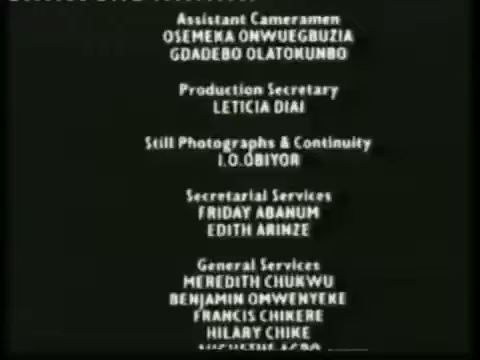 Assistant Cameramen
OSEMEKA ONWUEGBUZIA
GDADEBO OLATOKUNBO
Production Secretary
LETICIA DIAI
Still Photographs & Continuity
I.O.OBIYOR
Secretarial Services
FRIDAY ABANUM
EDITH ARINZE
General Services
MEREDITH CHUKWU
BENJAMIN OMWENYEKE
FRANCIS CHIKERE
HILARY CHIKE